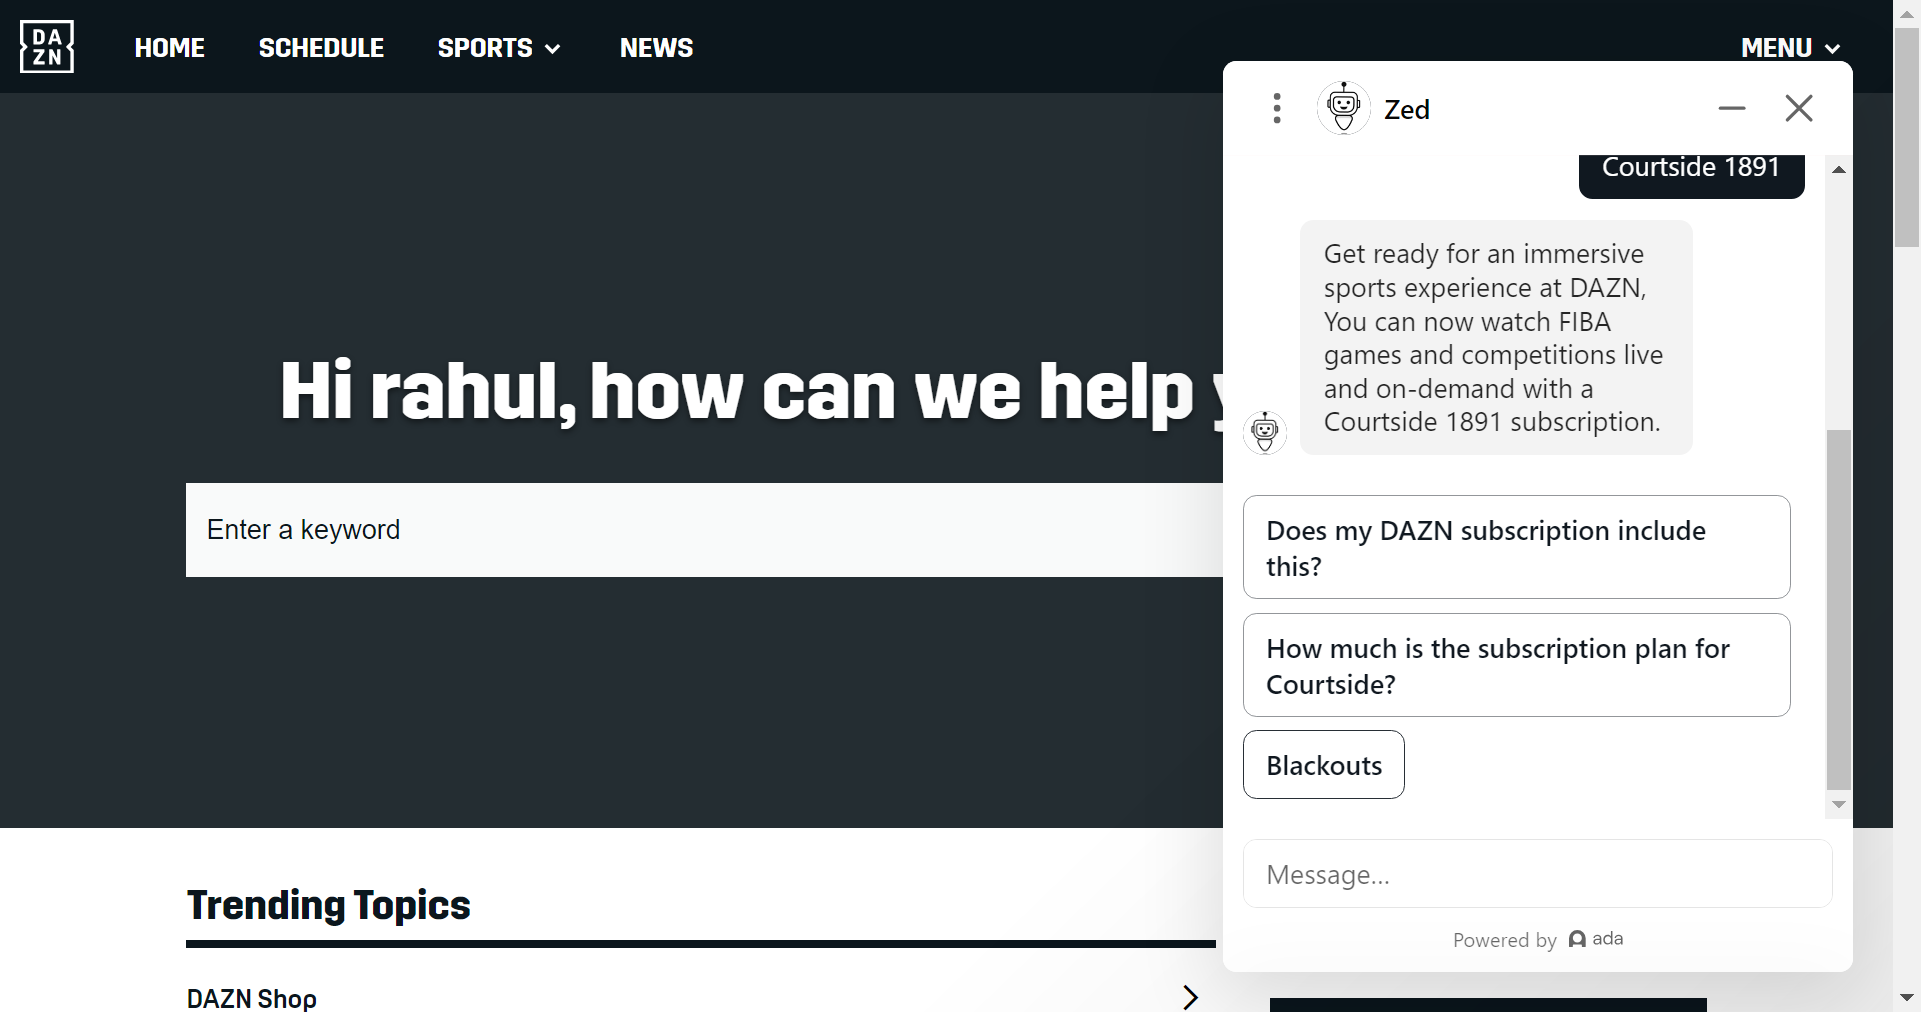 DA
ZN
HOME
SCHEDULE
SPORTS
NEWS
MENU
Hi rahul, how can we help
Enter a keyword
Trending Topics
DAZN Shop
Zed
Courtside 1891
Get ready for an immersive
sports experience at DAZN,
You can now watch FIBA
games and competitions live
and on-demand with a
Courtside 1891 subscription.
Does my DAZN subscription include
this?
How much is the subscription plan for
Courtside?
Blackouts
Message...
Powered by ada